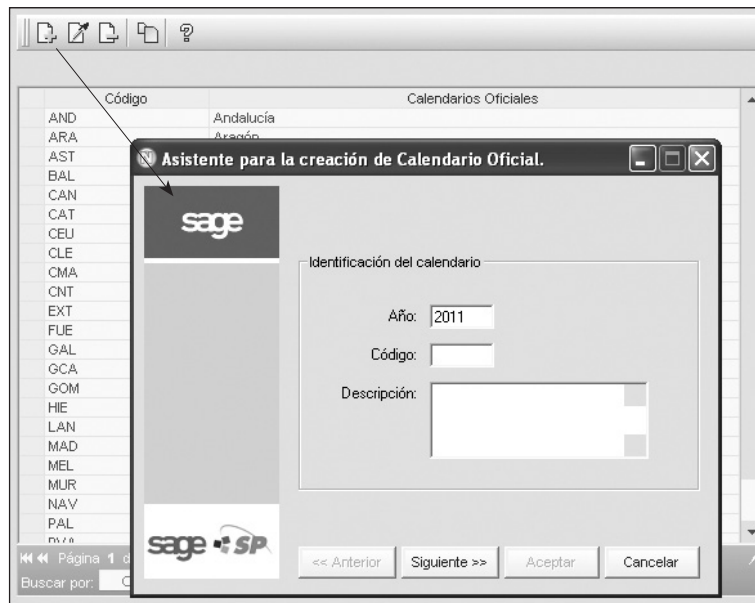 Código Calendarios Oficiales
AND Andalucía
ARA Aragón
AST
BAL
CAN
CAT
CEU
CLE
CMA
CNT
EXT
FUE
GAL
GCA
GOM
HIE
LAN
MAD
MEL
MUR
NAV
PAL
Asistente para la creación de Calendario Oficial.
sage
Identificación del calendario
Año: 2011
Código:
Descripción:
sage SP
<< Anterior Siguiente >> Aceptar Cancelar
Página 1 d
Buscar por: